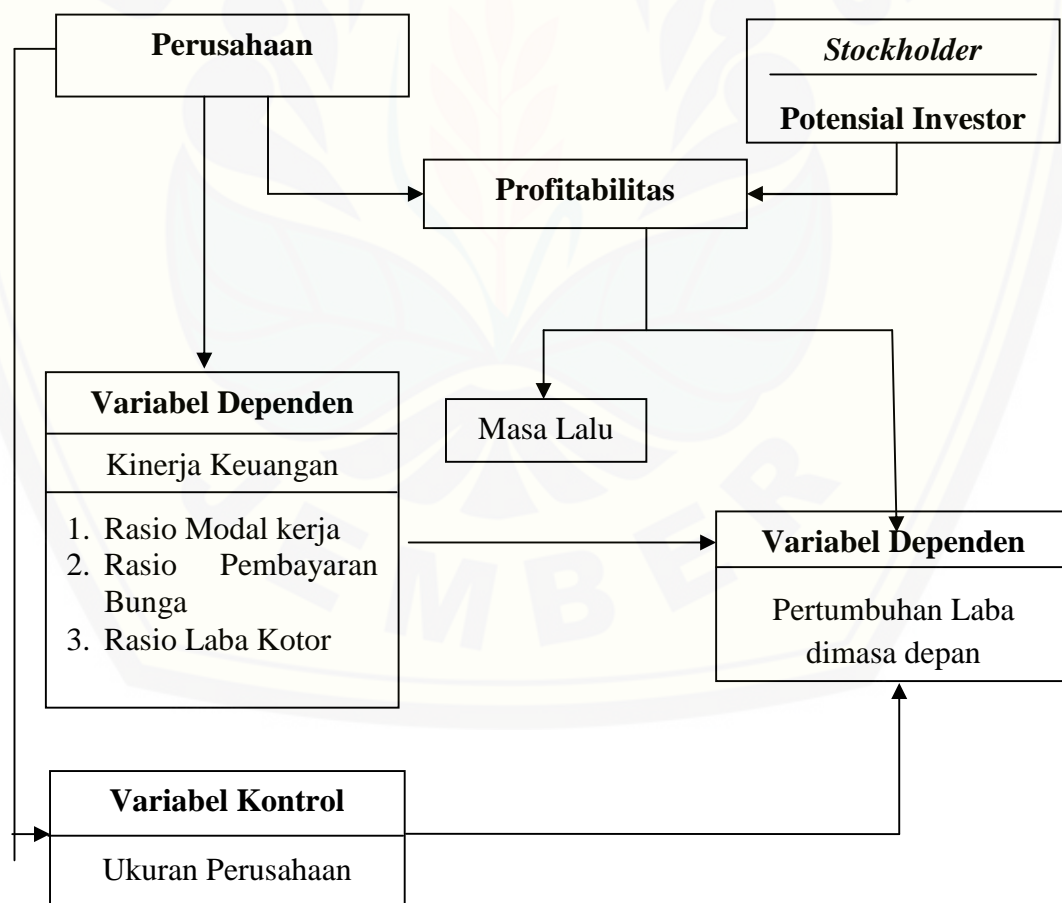 Perusahaan
Stockholder
Potensial Investor
Profitabilitas
Variabel Dependen
Kinerja Keuangan
1. Rasio Modal kerja
2. Rasio Pembayaran
Bunga
3. Rasio Laba Kotor
Masa Lalu
Variabel Dependen
Pertumbuhan Laba
dimasa depan
Variabel Kontrol
Ukuran Perusahaan
EMBER